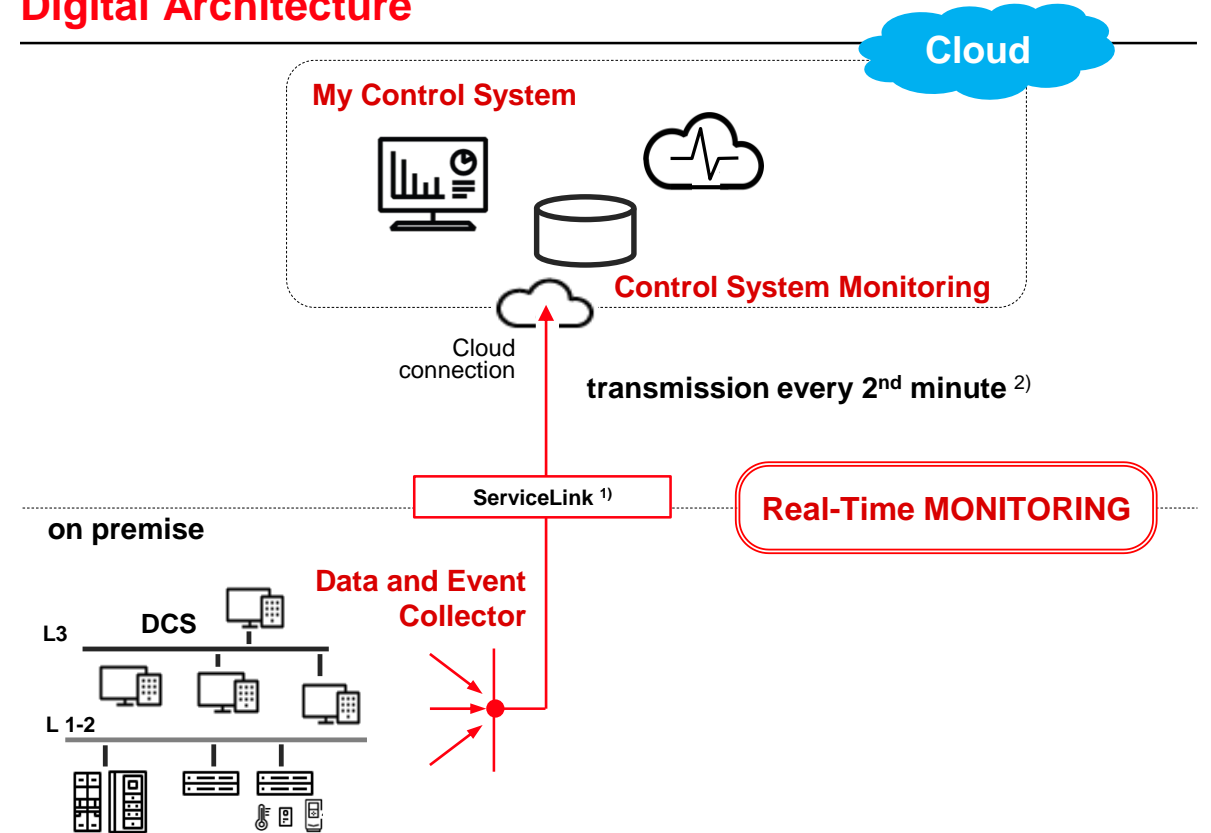 Digital Architecture
Cloud
My Control System
Control System Monitoring
Cloud
connection
transmission every 2nd minute 2)
ServiceLink 1)
Real-Time MONITORING
on premise
Data and Event
Collector
DCS
L3
L 1-2